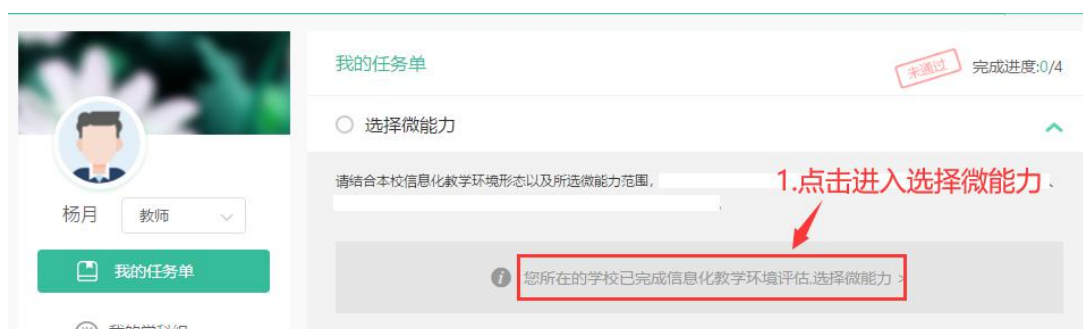 我的任务单
未通过 完成进度:0/4
选择微能力
请结合本校信息化教学环境形态以及所选微能力范围,
1.点击进入选择微能力
杨月 教师
我的任务单
您所在的学校已完成信息化教学环境评估,选择微能力 >